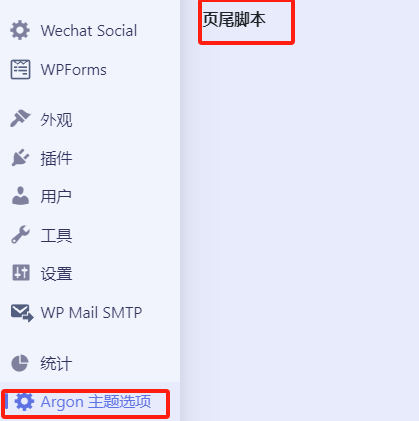 页尾脚本
Wechat Social
WPForms
外观
插件
用户
工具
设置
WP Mail SMTP
统计
Argon 主题选项